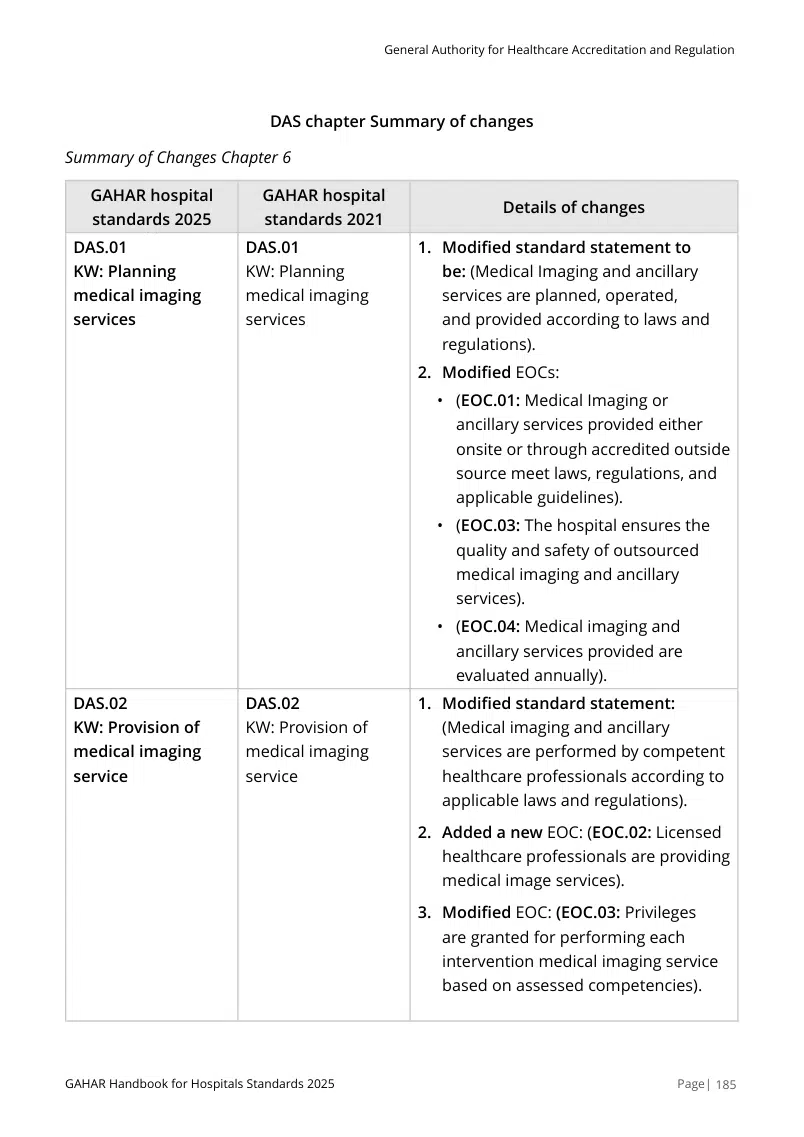 General Authority for Healthcare Accreditation and Regulation
DAS chapter Summary of changes
Summary of Changes Chapter 6
GAHAR hospital
standards 2025
GAHAR hospital
standards 2021
Details of changes
DAS.01
KW: Planning
medical imaging
services
DAS.01
KW: Planning
medical imaging
services
1. Modified standard statement to
be: (Medical Imaging and ancillary
services are planned, operated,
and provided according to laws and
regulations).
2. Modified EOCs:
• (EOC.01: Medical Imaging or
ancillary services provided either
onsite or through accredited outside
source meet laws, regulations, and
applicable guidelines).
• (EOC.03: The hospital ensures the
quality and safety of outsourced
medical imaging and ancillary
services).
• (EOC.04: Medical imaging and
ancillary services provided are
evaluated annually).
DAS.02
KW: Provision of
medical imaging
service
DAS.02
KW: Provision of
medical imaging
service
1. Modified standard statement:
(Medical imaging and ancillary
services are performed by competent
healthcare professionals according to
applicable laws and regulations).
2. Added a new EOC: (EOC.02: Licensed
healthcare professionals are providing
medical image services).
3. Modified EOC: (EOC.03: Privileges
are granted for performing each
intervention medical imaging service
based on assessed competencies).
GAHAR Handbook for Hospitals Standards 2025
Page| 185